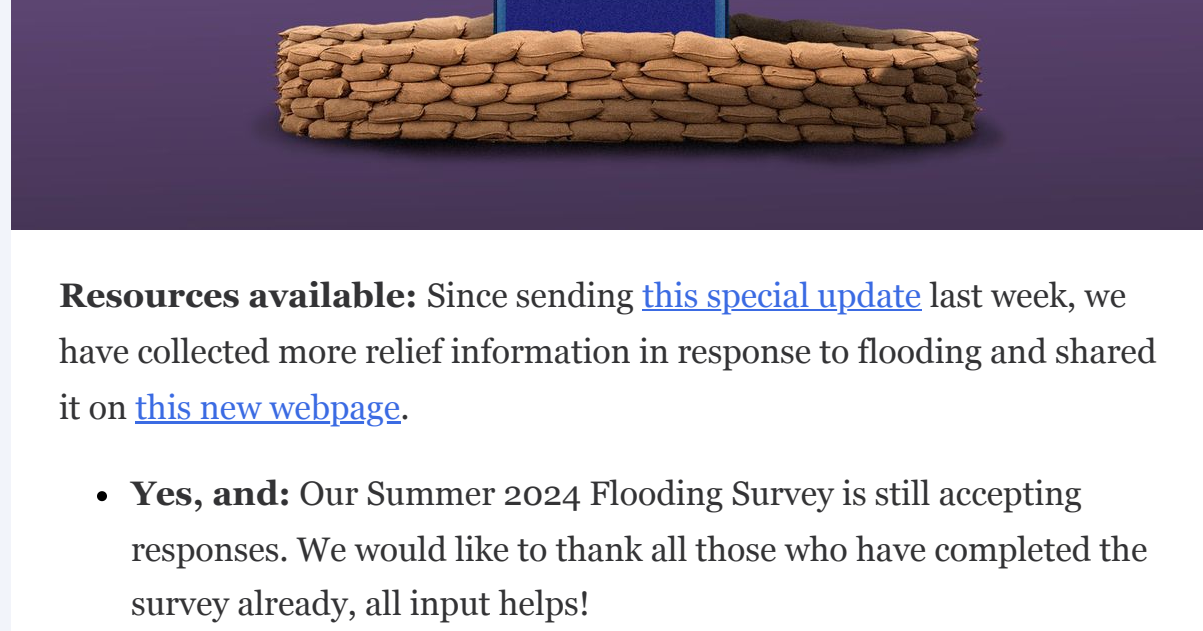 Resources available: Since sending this special update last week, we
have collected more relief information in response to flooding and shared
it on this new webpage.
Yes, and: Our Summer 2024 Flooding Survey is still accepting
responses. We would like to thank all those who have completed the
survey already, all input helps!